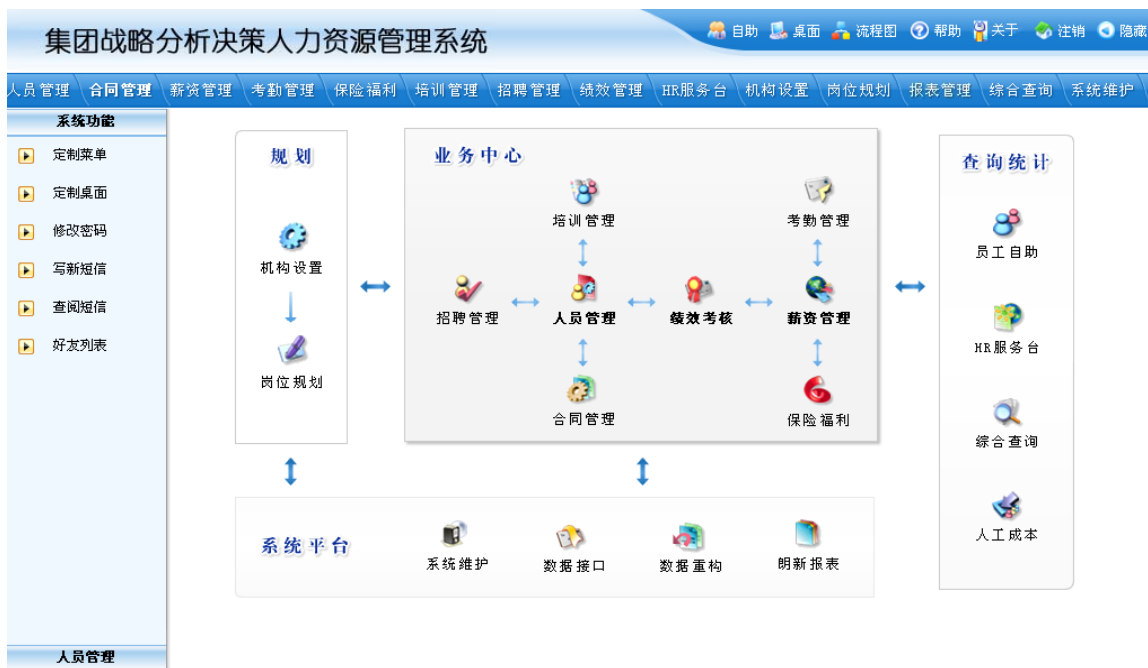 集团战略分析决策人力资源管理系统
自助 桌面 流程图 帮助 关于 注销 隐藏
人员管理 合同管理 薪资管理 考勤管理 保险福利 培训管理 招聘管理 绩效管理 HR服务台 机构设置 岗位规划 报表管理 综合查询 系统维护
系统功能
定制菜单
定制桌面
修改密码
写新短信
查阅短信
好友列表
人员管理
规划
机构设置
岗位规划
业务中心
培训管理 考勤管理
招聘管理 人员管理 绩效考核 薪资管理
合同管理 保险福利
查询统计
员工自助
HR服务台
综合查询
人工成本
系统平台
系统维护 数据接口 数据重构 朗新报表